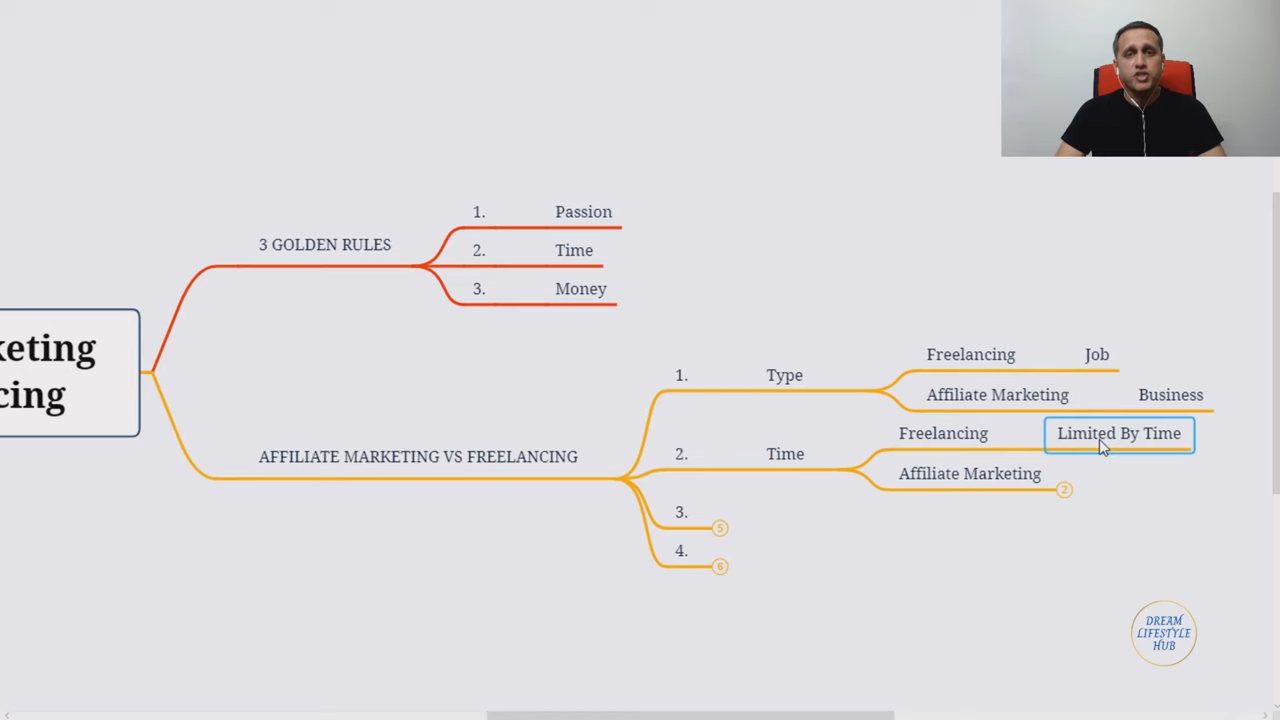 keting
cing
3 GOLDEN RULES
1. Passion
2. Time
3. Money
AFFILIATE MARKETING VS FREELANCING
1. Type
Freelancing Job
Affiliate Marketing Business
2. Time
Freelancing Limited By Time
Affiliate Marketing 2
3. 5
4. 6
DREAM
LIFESTYLE
HUB